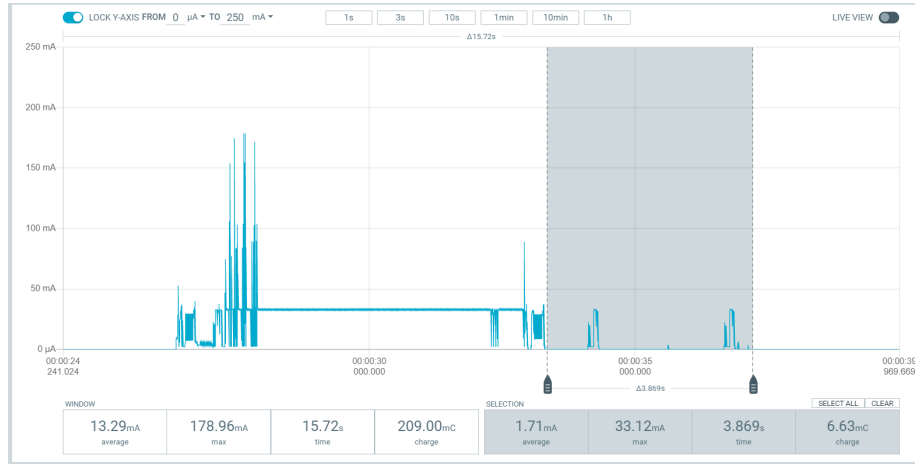 LOCK Y-AXIS FROM 0 µA TO 250 mA 1s 3s 10s 1min 10min 1h LIVE VIEW
Δ15.72s
250 mA
200 mA
150 mA
100 mA
50 mA
0 µA
00:00:24 00:00:30 00:00:35 00:00:39
241.024 000.000 000.000 969.669
Δ3.869s
WINDOW SELECTION SELECT ALL CLEAR
13.29mA 178.96mA 15.72s 209.00mC 1.71mA 33.12mA 3.869s 6.63mC
average max time charge average max time charge